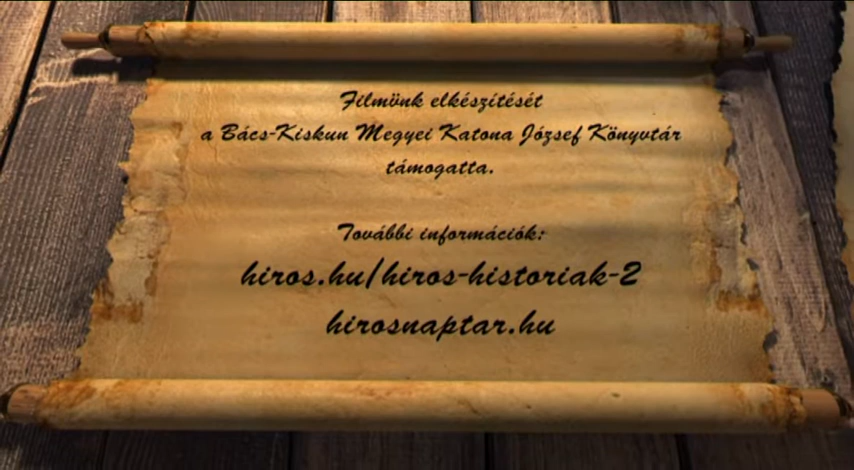 Filmünk elkészítését
a Bács-Kiskun Megyei Katona József Könyvtár
támogatta.
További információk:
hiros.hu/hiros-historiak-2
hirosnaptar.hu